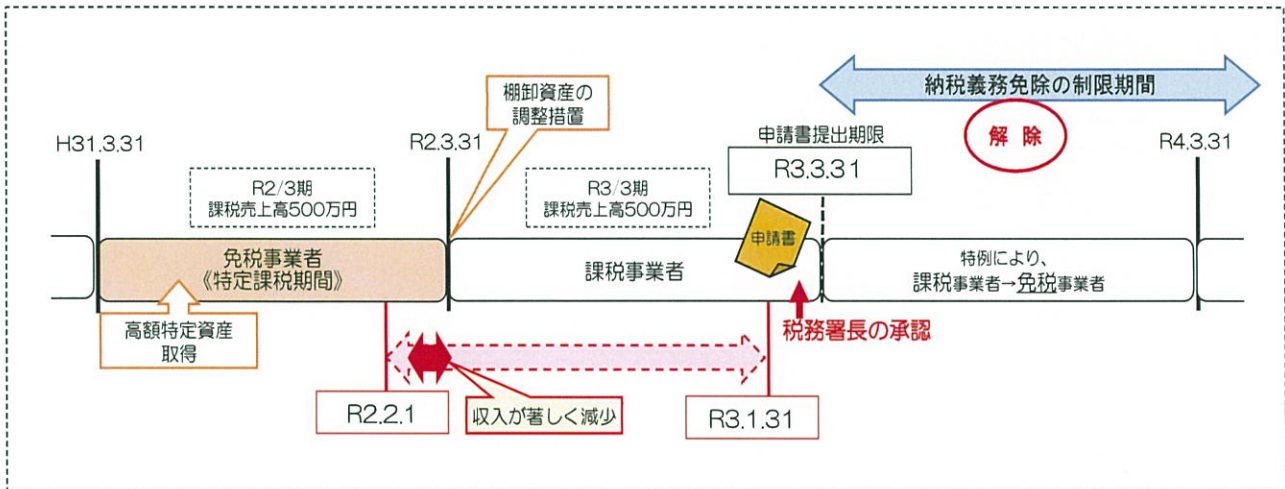 納税義務免除の制限期間
解除
棚卸資産の
調整措置
H31.3.31
R2.3.31
申請書提出期限
R3.3.31
R4.3.31
R2/3期
課税売上高500万円
R3/3期
課税売上高500万円
申請書
免税事業者
《特定課税期間》
課税事業者
特例により、
課税事業者→免税事業者
高額特定資産
取得
税務署長の承認
R2.2.1
収入が著しく減少
R3.1.31